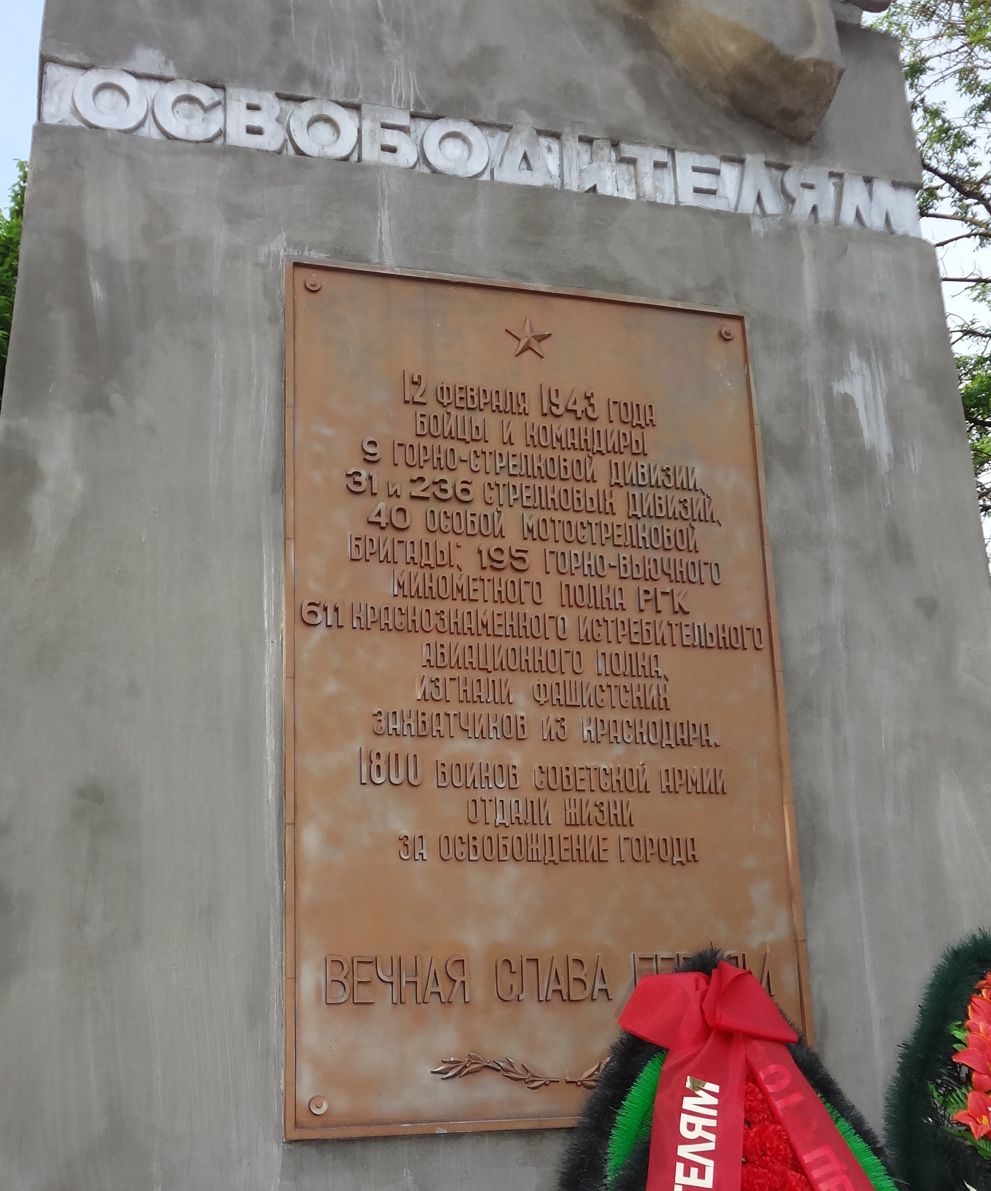 ОСВОБОДИТЕЛЯМ
12 ФЕВРАЛЯ 1943 ГОДА
БОЙЦЫ И КОМАНДИРЫ
9 ГОРНО-СТРЕЛКОВОЙ ДИВИЗИИ,
31 И 236 СТРЕЛКОВЫХ ДИВИЗИЙ,
40 ОСОБОЙ МОТОСТРЕЛКОВОЙ
БРИГАДЫ, 195 ГОРНО-ВЬЮЧНОГО
МИНОМЕТНОГО ПОЛКА РГК
611 КРАСНОЗНАМЕННОГО ИСТРЕБИТЕЛЬНОГО
АВИАЦИОННОГО ПОЛКА,
ИЗГНАЛИ ФАШИСТСКИХ
ЗАХВАТЧИКОВ ИЗ КРАСНОДАРА.
1800 ВОИНОВ СОВЕТСКОЙ АРМИИ
ОТДАЛИ ЖИЗНИ
ЗА ОСВОБОЖДЕНИЕ ГОРОДА
ВЕЧНАЯ СЛАВА
ТЕЛЯМ
ОТ